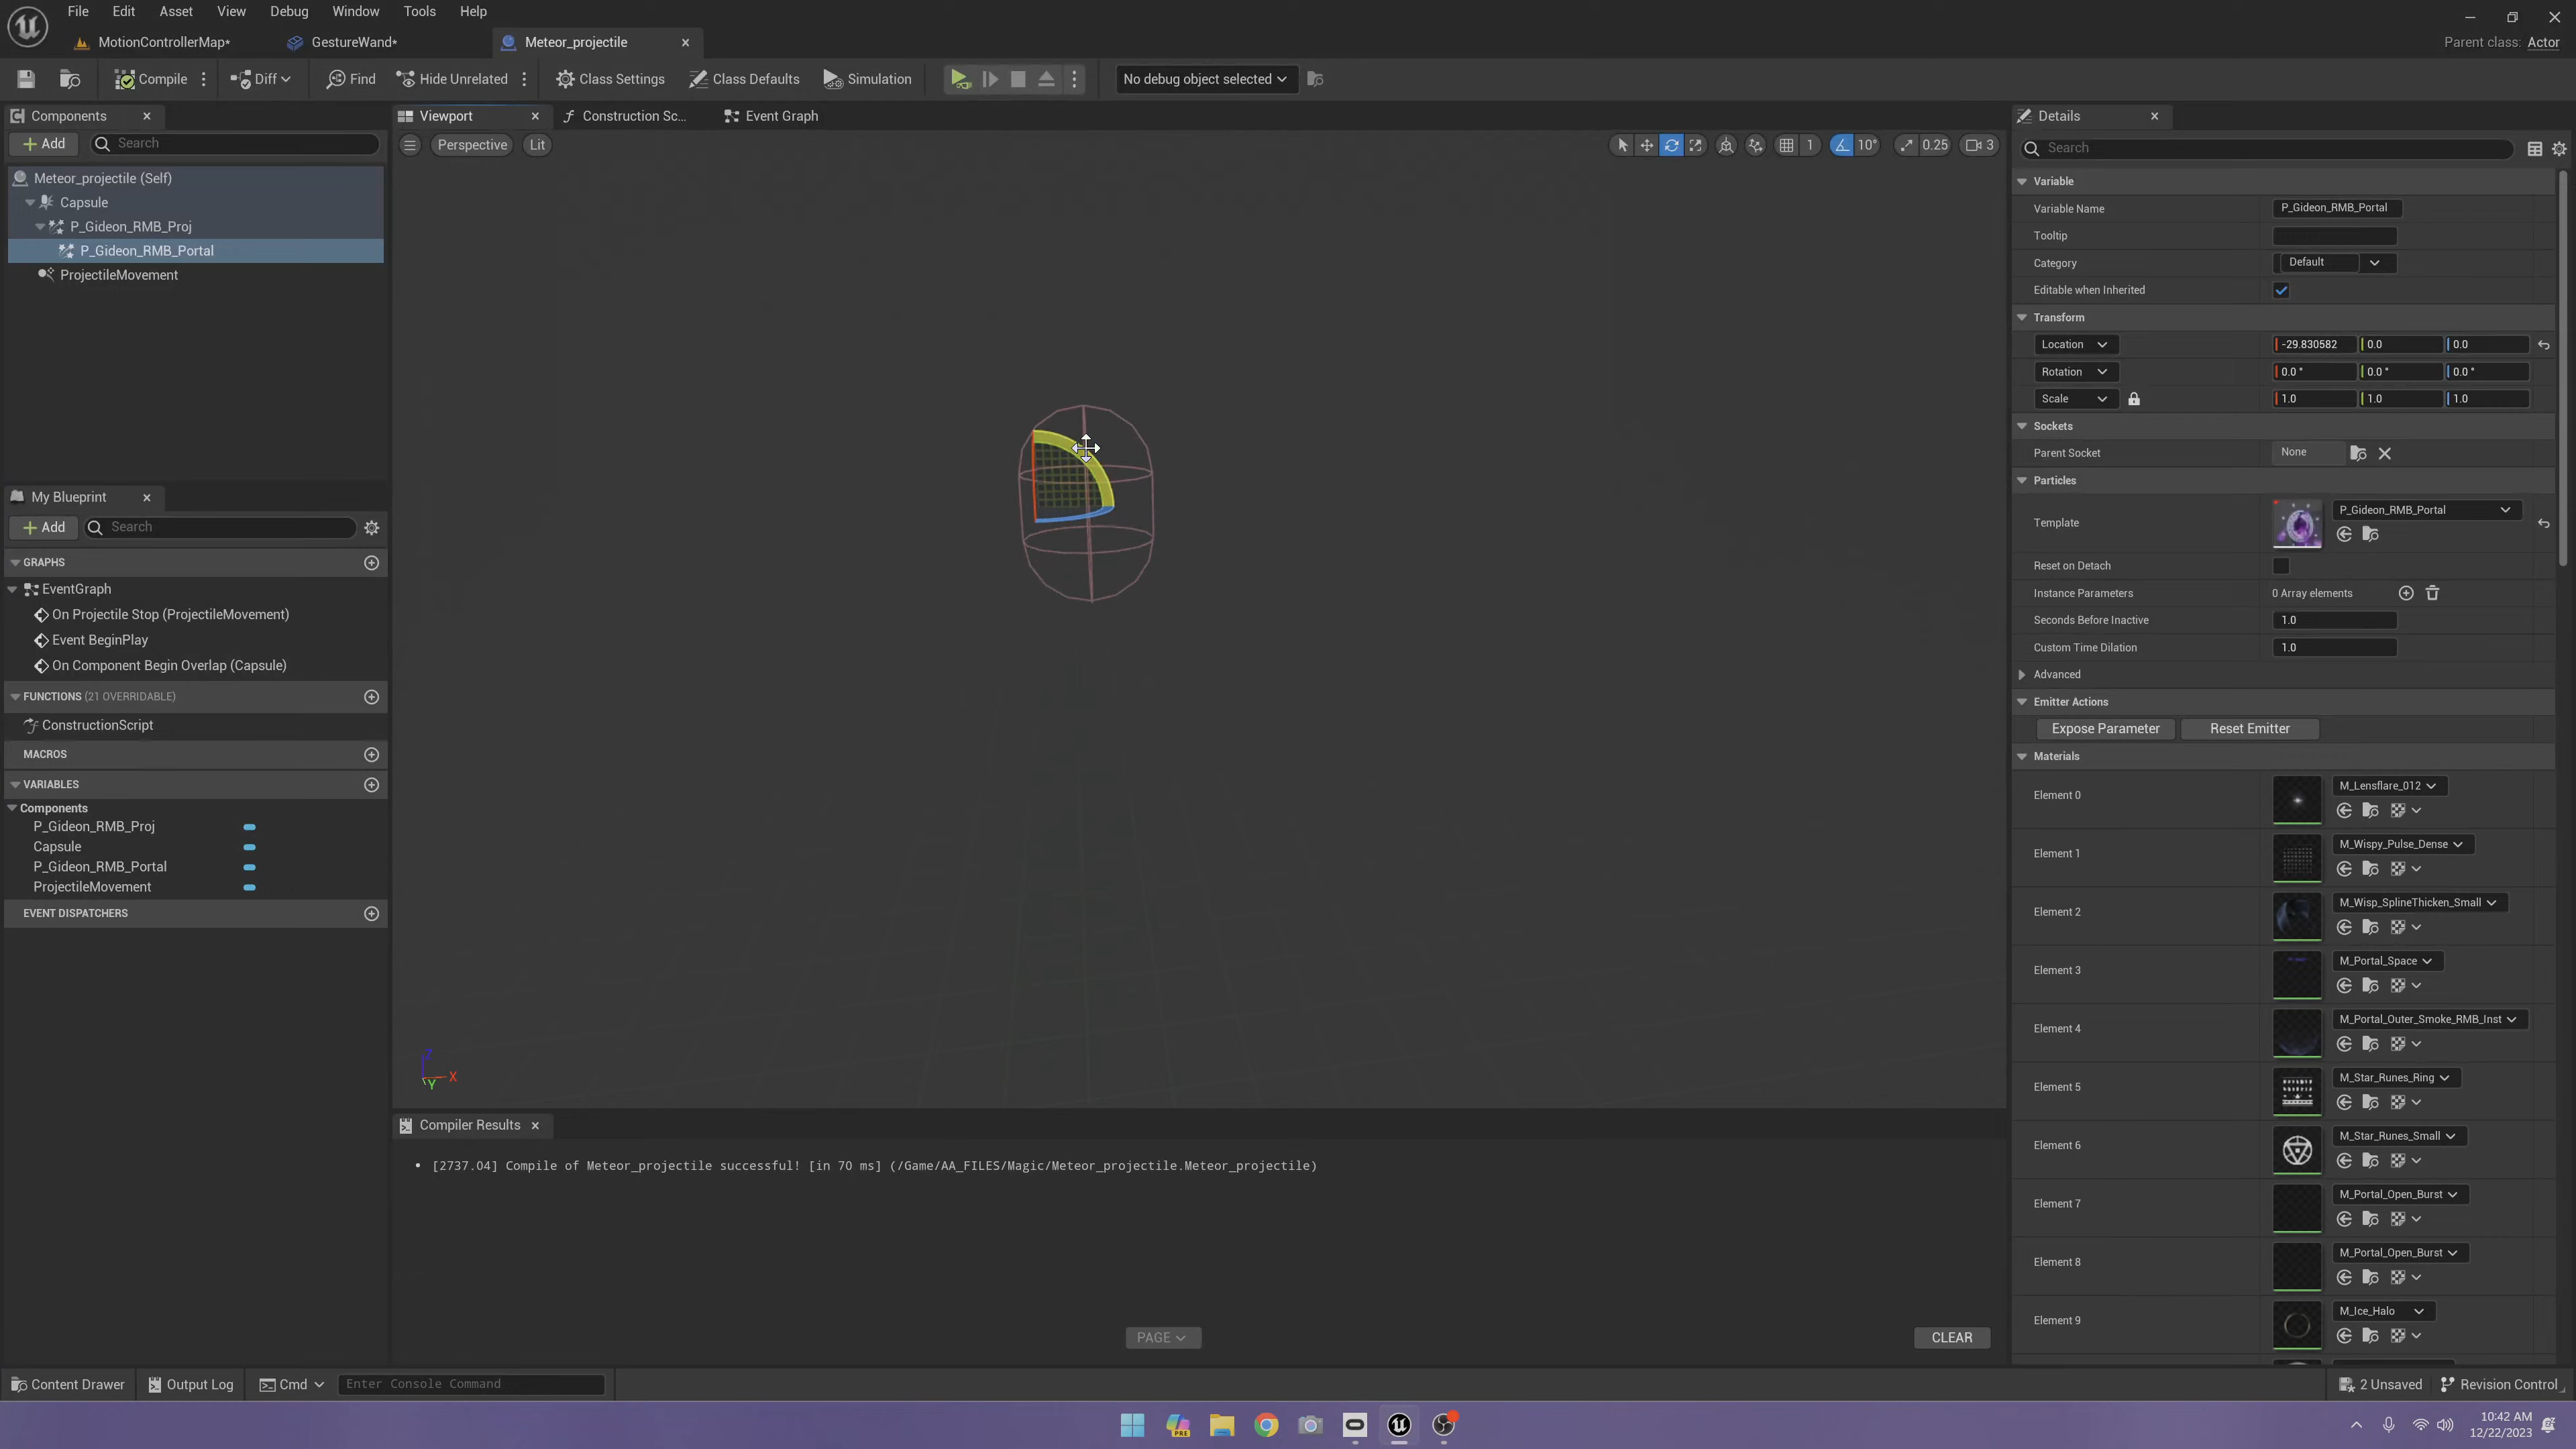 File Edit Asset View Debug Window Tools Help
MotionControllerMap* GestureWand* Meteor_projectile
Parent class: Actor
Compile Diff Find Hide Unrelated Class Settings Class Defaults Simulation No debug object selected
Components
Add Search
Meteor_projectile (Self)
Capsule
P_Gideon_RMB_Proj
P_Gideon_RMB_Portal
ProjectileMovement
My Blueprint
Add Search
GRAPHS
EventGraph
On Projectile Stop (ProjectileMovement)
Event BeginPlay
On Component Begin Overlap (Capsule)
FUNCTIONS (21 OVERRIDABLE)
ConstructionScript
MACROS
VARIABLES
Components
P_Gideon_RMB_Proj
Capsule
P_Gideon_RMB_Portal
ProjectileMovement
EVENT DISPATCHERS
Viewport Construction Sc... Event Graph
Perspective Lit 1 10° 0.25 3
Z
X
Y
Compiler Results
• [2737.04] Compile of Meteor_projectile successful! [in 70 ms] (/Game/AA_FILES/Magic/Meteor_projectile.Meteor_projectile)
PAGE CLEAR
Details
Search
Variable
Variable Name P_Gideon_RMB_Portal
Tooltip
Category Default
Editable when Inherited
Transform
Location -29.830582 0.0 0.0
Rotation 0.0 ° 0.0 ° 0.0 °
Scale 1.0 1.0 1.0
Sockets
Parent Socket None
Particles
Template P_Gideon_RMB_Portal
Reset on Detach
Instance Parameters 0 Array elements
Seconds Before Inactive 1.0
Custom Time Dilation 1.0
Advanced
Emitter Actions
Expose Parameter Reset Emitter
Materials
Element 0 M_Lensflare_012
Element 1 M_Wispy_Pulse_Dense
Element 2 M_Wisp_SplineThicken_Small
Element 3 M_Portal_Space
Element 4 M_Portal_Outer_Smoke_RMB_Inst
Element 5 M_Star_Runes_Ring
Element 6 M_Star_Runes_Small
Element 7 M_Portal_Open_Burst
Element 8 M_Portal_Open_Burst
Element 9 M_Ice_Halo
Content Drawer Output Log Cmd Enter Console Command 2 Unsaved Revision Control
PRE
10:42 AM
12/22/2023